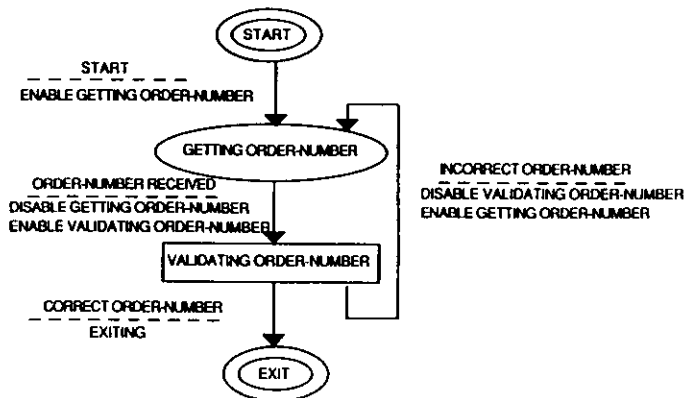 START
START
ENABLE GETTING ORDER-NUMBER
GETTING ORDER-NUMBER
INCORRECT ORDER-NUMBER
DISABLE VALIDATING ORDER-NUMBER
ENABLE GETTING ORDER-NUMBER
ORDER-NUMBER RECEIVED
DISABLE GETTING ORDER-NUMBER
ENABLE VALIDATING ORDER-NUMBER
VALIDATING ORDER-NUMBER
CORRECT ORDER-NUMBER
EXITING
EXIT